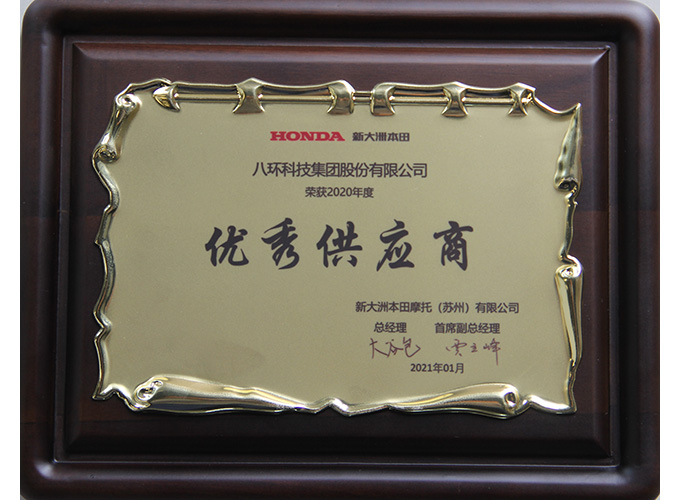 HONDA 新大洲本田
八环科技集团股份有限公司
荣获2020年度
优秀供应商
新大洲本田摩托（苏州）有限公司
总经理 首席副总经理
2021年01月